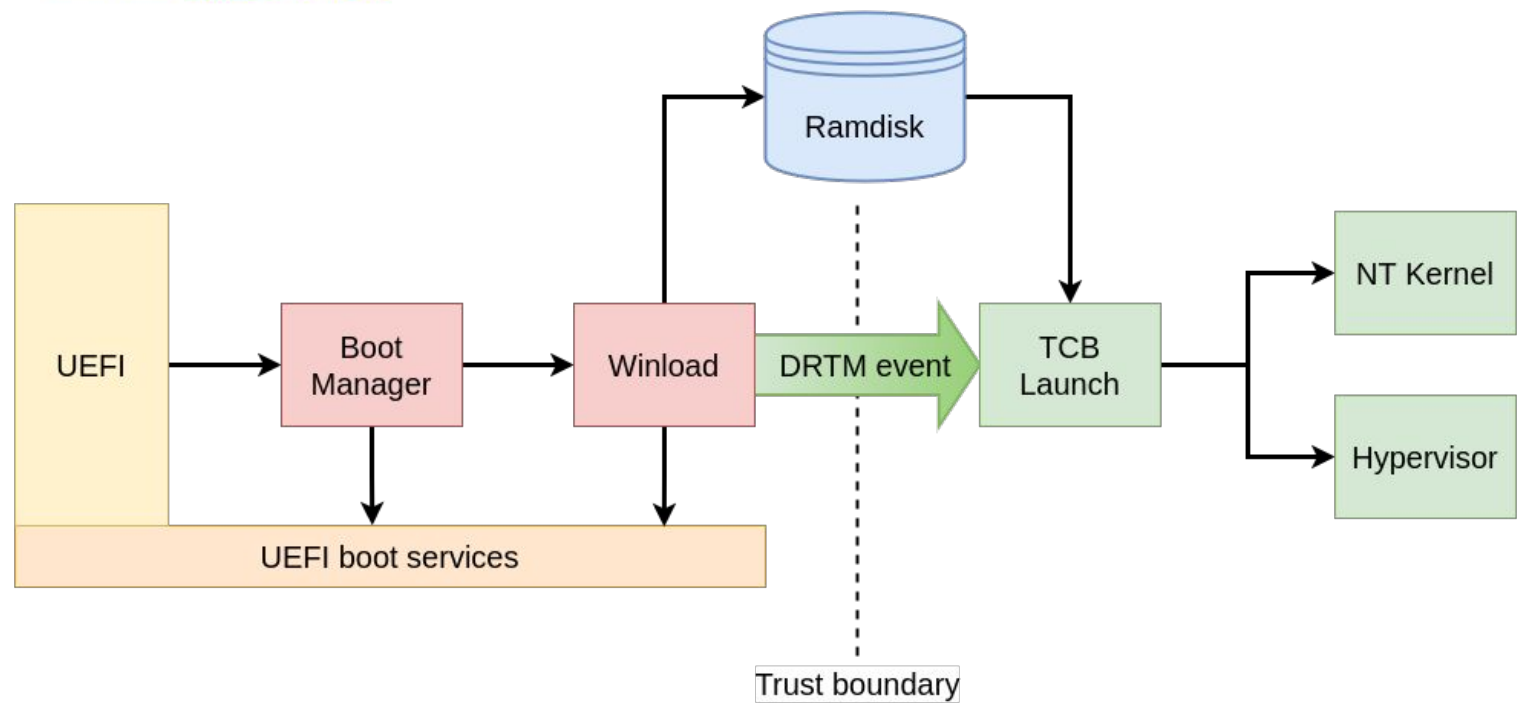 Ramdisk
UEFI
Boot
Manager
Winload
DRTM event
TCB
Launch
NT Kernel
Hypervisor
UEFI boot services
Trust boundary